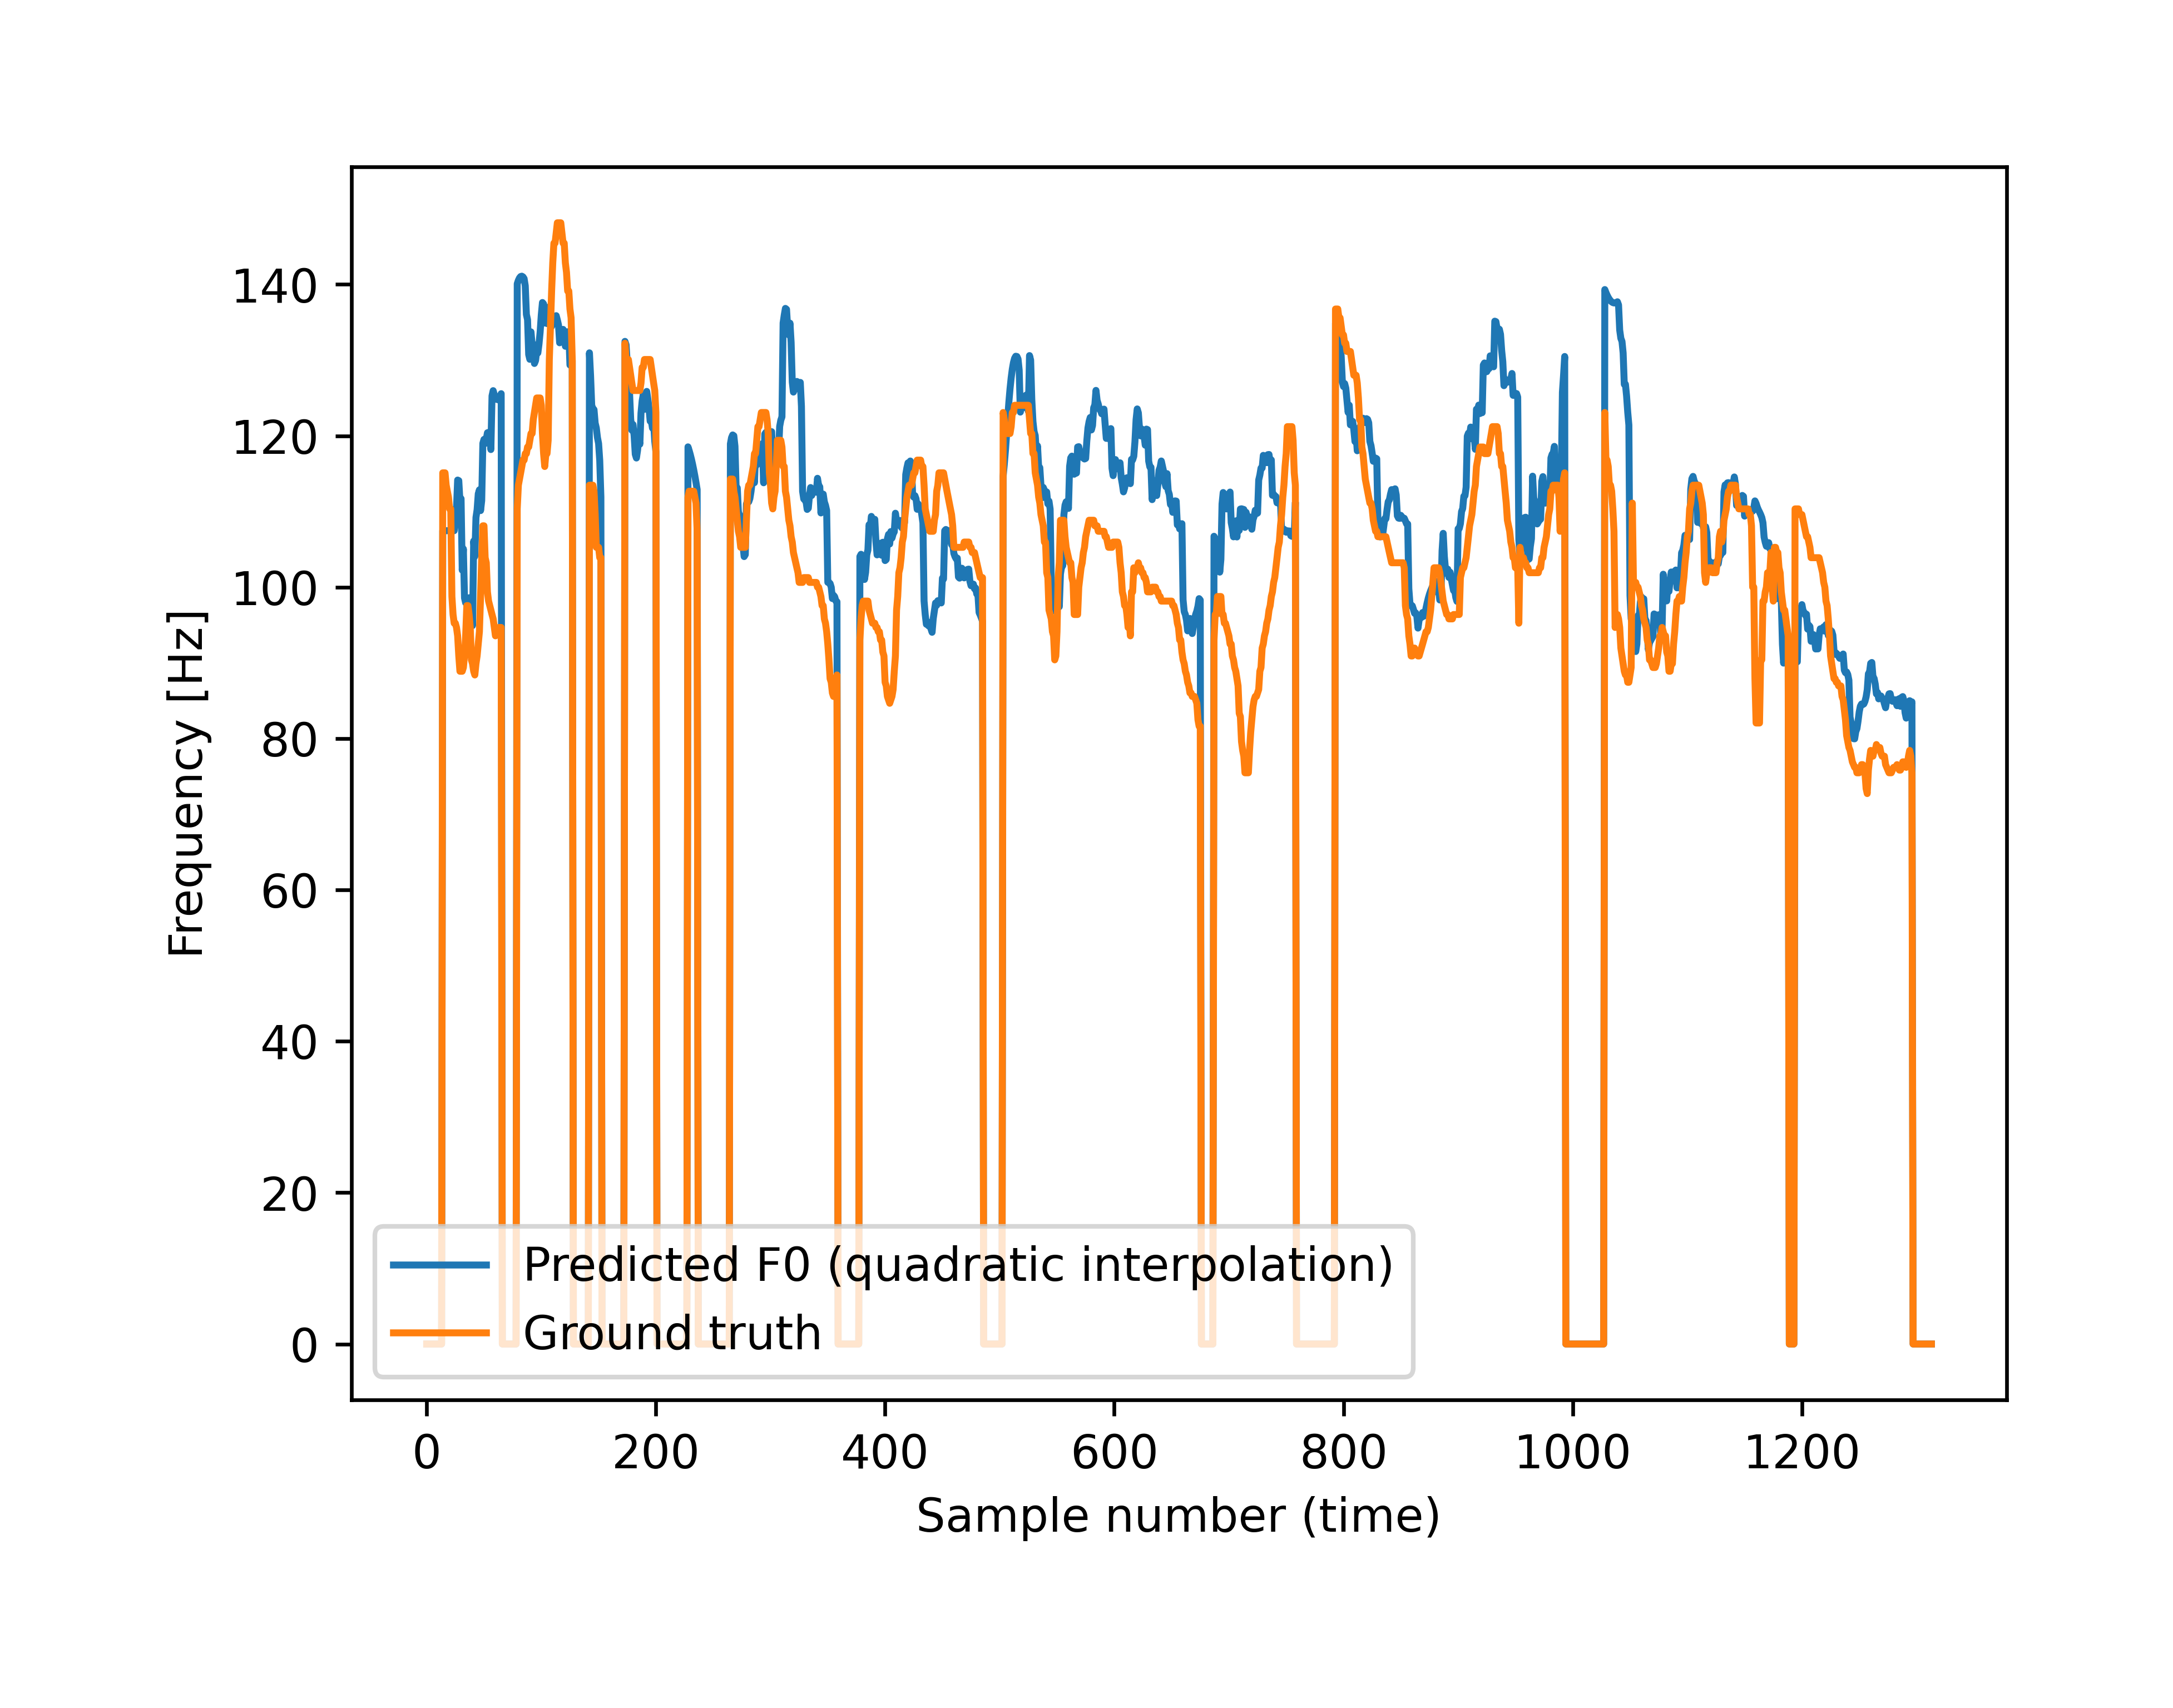 140
120
100
80
60
40
20
0
Frequency [Hz]
Predicted F0 (quadratic interpolation)
Ground truth
0 200 400 600 800 1000 1200
Sample number (time)